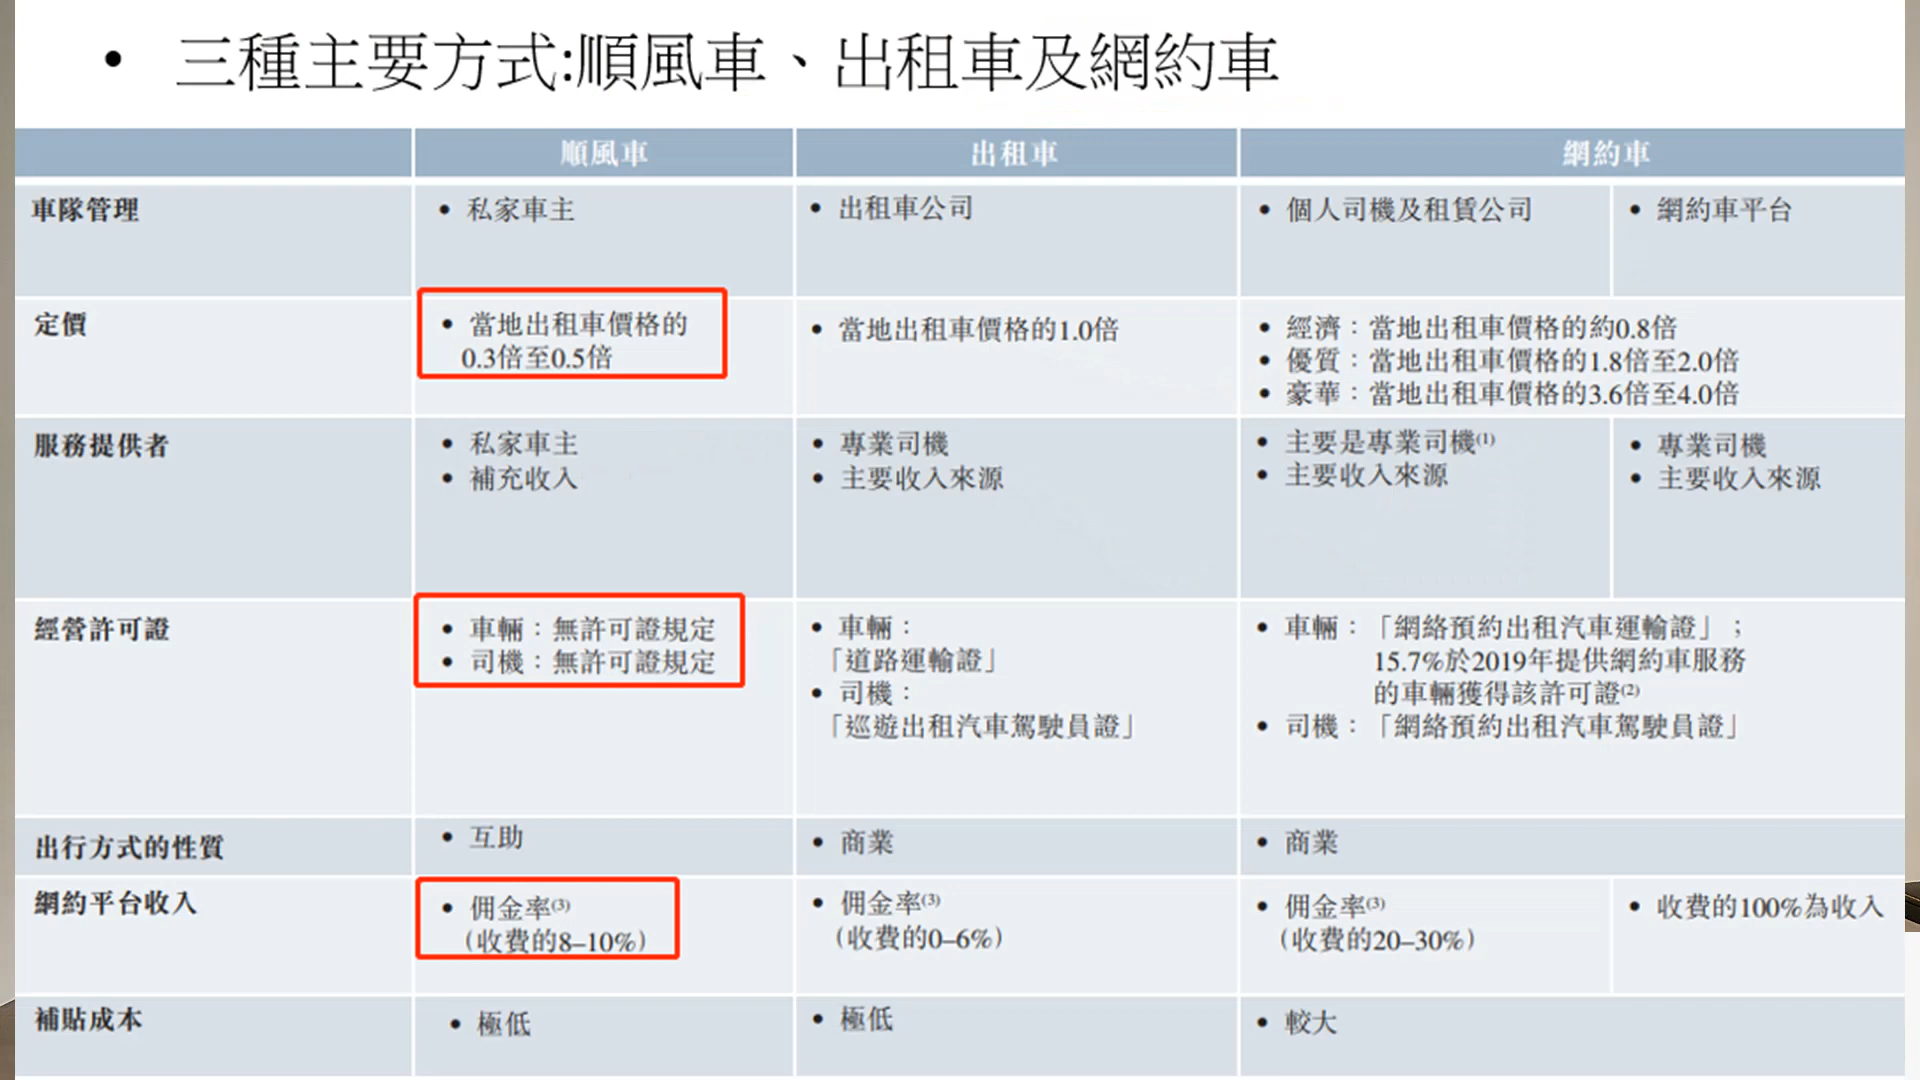 • 三種主要方式:順風車、出租車及網約車
順風車 出租車 網約車
車隊管理
• 私家車主
• 出租車公司
• 個人司機及租賃公司
• 網約車平台
定價
• 當地出租車價格的
0.3倍至0.5倍
• 當地出租車價格的1.0倍
• 經濟：當地出租車價格的約0.8倍
• 優質：當地出租車價格的1.8倍至2.0倍
• 豪華：當地出租車價格的3.6倍至4.0倍
服務提供者
• 私家車主
• 補充收入
• 專業司機
• 主要收入來源
• 主要是專業司機(1)
• 主要收入來源
• 專業司機
• 主要收入來源
經營許可證
• 車輛：無許可證規定
• 司機：無許可證規定
• 車輛：
「道路運輸證」
• 司機：
「巡遊出租汽車駕駛員證」
• 車輛：「網絡預約出租汽車運輸證」；
15.7%於2019年提供網約車服務
的車輛獲得該許可證(2)
• 司機：「網絡預約出租汽車駕駛員證」
出行方式的性質
• 互助
• 商業
• 商業
網約平台收入
• 佣金率(3)
（收費的8–10%）
• 佣金率(3)
（收費的0–6%）
• 佣金率(3)
（收費的20–30%）
• 收費的100%為收入
補貼成本
• 極低
• 極低
• 較大